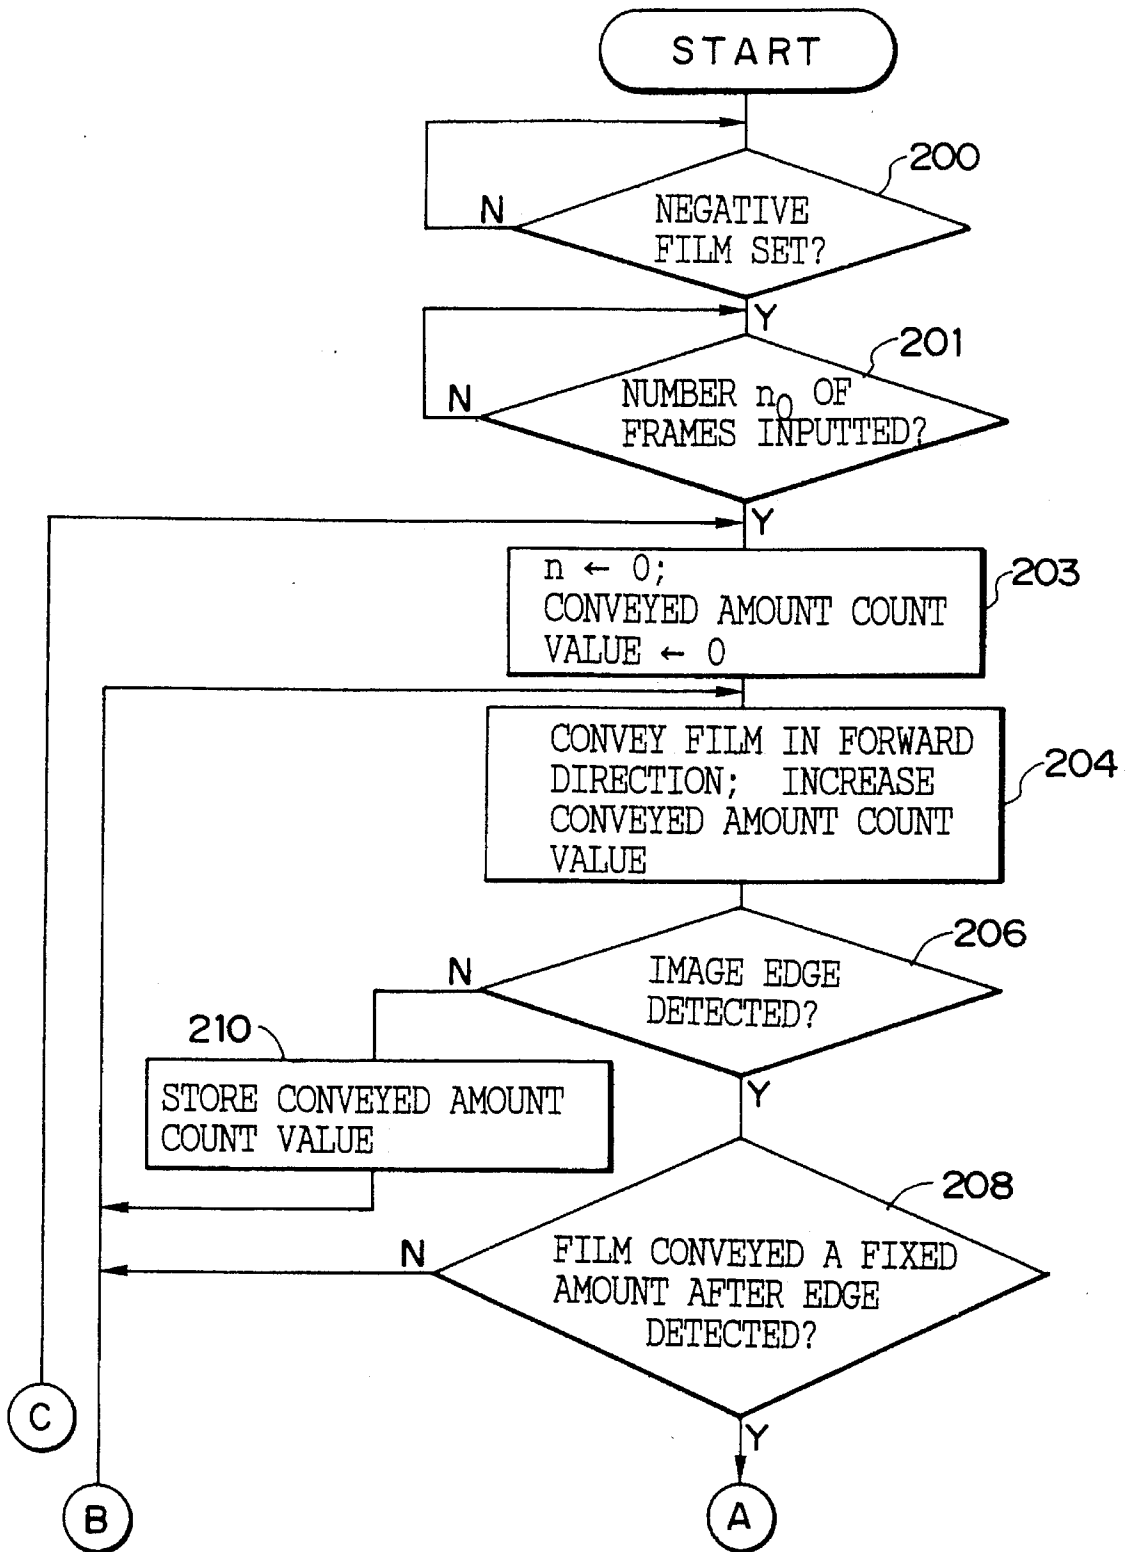 START
200
N
NEGATIVE
FILM SET?
Y
201
N
NUMBER n₀ OF
FRAMES INPUTTED?
Y
n ← 0;
CONVEYED AMOUNT COUNT
VALUE ← 0
203
CONVEY FILM IN FORWARD
DIRECTION; INCREASE
CONVEYED AMOUNT COUNT
VALUE
204
206
N
IMAGE EDGE
DETECTED?
210
Y
STORE CONVEYED AMOUNT
COUNT VALUE
208
N
FILM CONVEYED A FIXED
AMOUNT AFTER EDGE
DETECTED?
C
Y
B
A